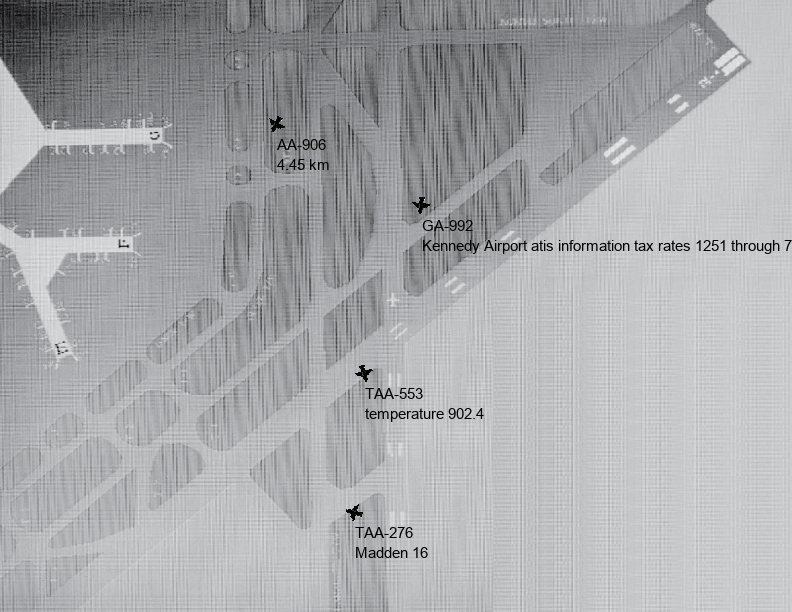 G
F
E
AA-906
4.45 km
GA-992
Kennedy Airport atis information tax rates 1251 through 7
TAA-553
temperature 902.4
TAA-276
Madden 16